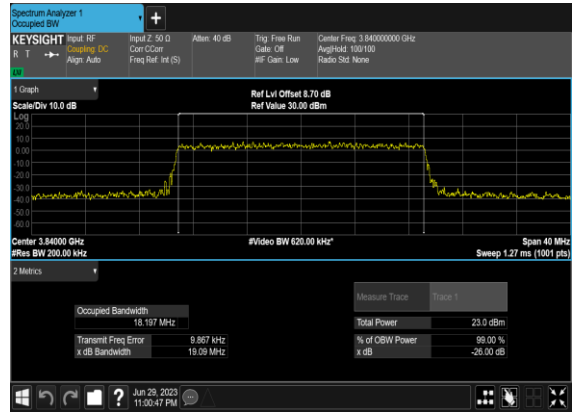 Spectrum Analyzer 1
Occupied BW
KEYSIGHT Input: RF Input Z: 50 Ω Atten: 40 dB Trig: Free Run Center Freq: 3.840000000 GHz
R T Coupling: DC Corr CCorr Gate: Off Avg|Hold: 100/100
Align: Auto Freq Ref: Int (S) #IF Gain: Low Radio Std: None
1 Graph
Ref Lvl Offset 8.70 dB
Scale/Div 10.0 dB Ref Value 30.00 dBm
Log
20.0
10.0
0.00
-10.0
-20.0
-30.0
-40.0
-50.0
-60.0
Center 3.84000 GHz #Video BW 620.00 kHz* Span 40 MHz
#Res BW 200.00 kHz Sweep 1.27 ms (1001 pts)
2 Metrics
Measure Trace Trace 1
Occupied Bandwidth
18.197 MHz Total Power 23.0 dBm
Transmit Freq Error 9.867 kHz % of OBW Power 99.00 %
x dB Bandwidth 19.09 MHz x dB -26.00 dB
? Jun 29, 2023
11:00:47 PM